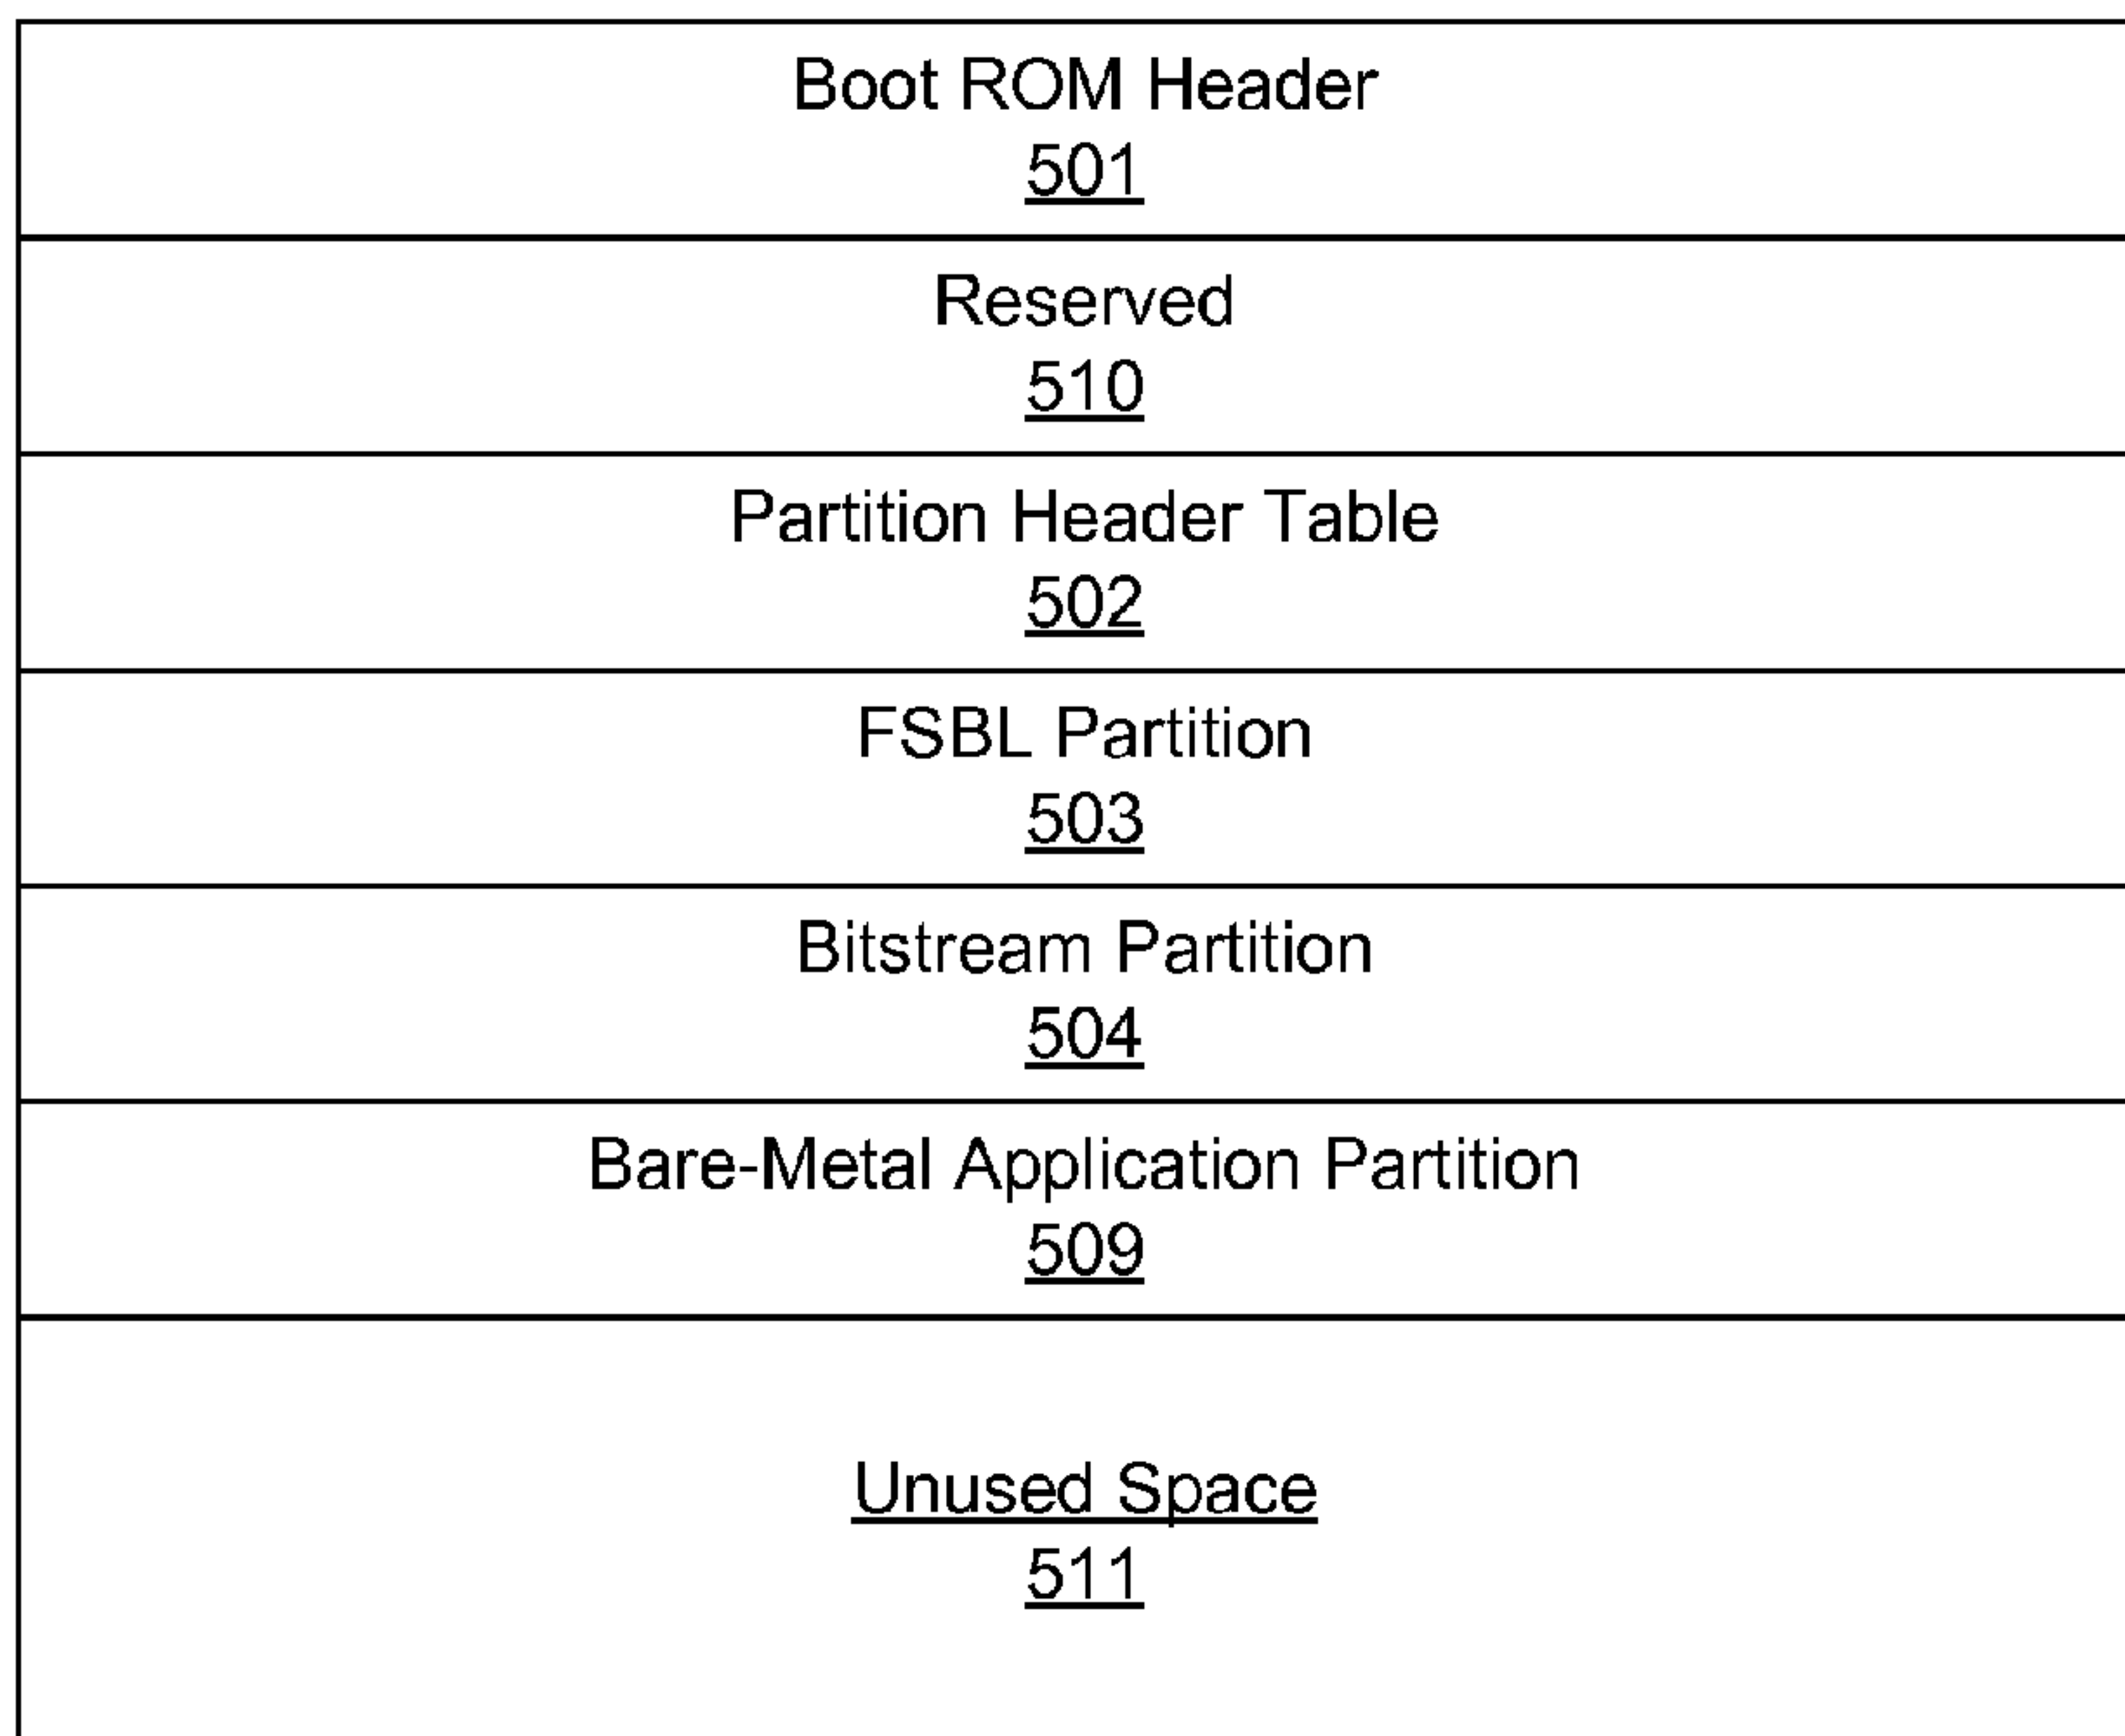 Boot ROM Header
501
Reserved
510
Partition Header Table
502
FSBL Partition
503
Bitstream Partition
504
Bare-Metal Application Partition
509
Unused Space
511